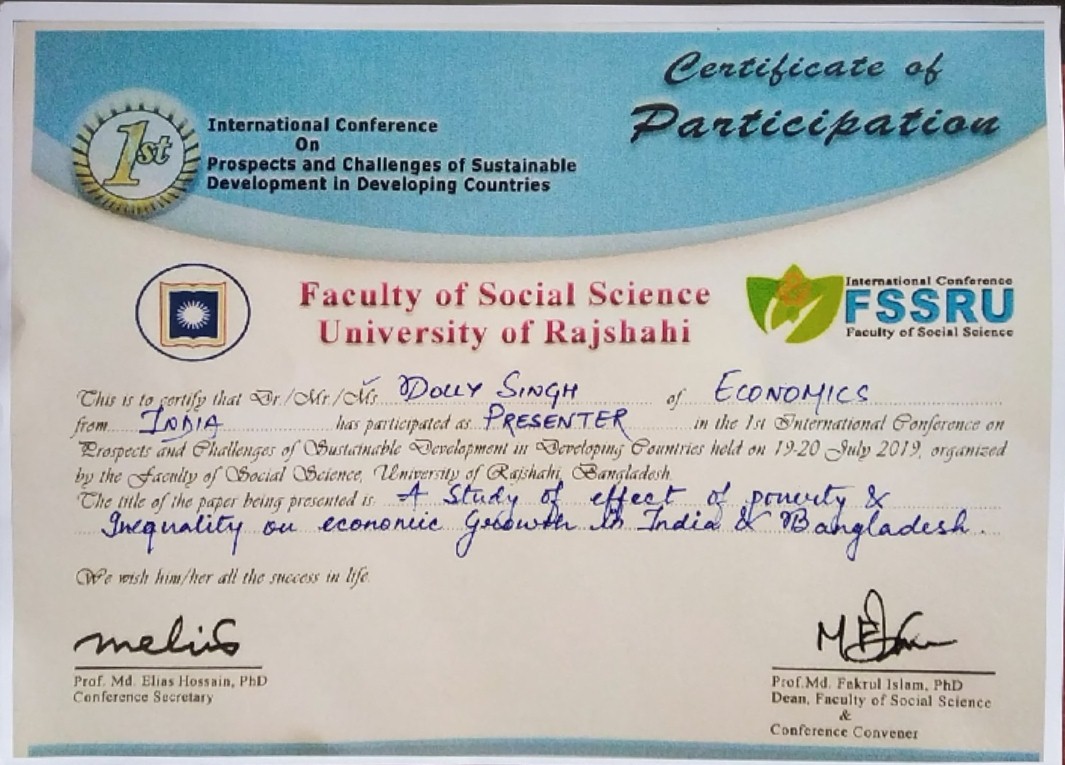 Certificate of
Participation
1st
International Conference
On
Prospects and Challenges of Sustainable
Development in Developing Countries
Faculty of Social Science
University of Rajshahi
International Conference
FSSRU
Faculty of Social Science
This is to certify that Dr./Mr./Ms. DOLLY SINGH of ECONOMICS
from INDIA has participated as PRESENTER in the 1st International Conference on
Prospects and Challenges of Sustainable Development in Developing Countries held on 19-20 July 2019, organized
by the Faculty of Social Science, University of Rajshahi, Bangladesh.
The title of the paper being presented is A Study of effect of poverty &
Inequality on economic Growth in India & Bangladesh.
We wish him/her all the success in life.
Prof. Md. Elias Hossain, PhD
Conference Secretary
Prof.Md. Fakrul Islam, PhD
Dean, Faculty of Social Science
&
Conference Convener